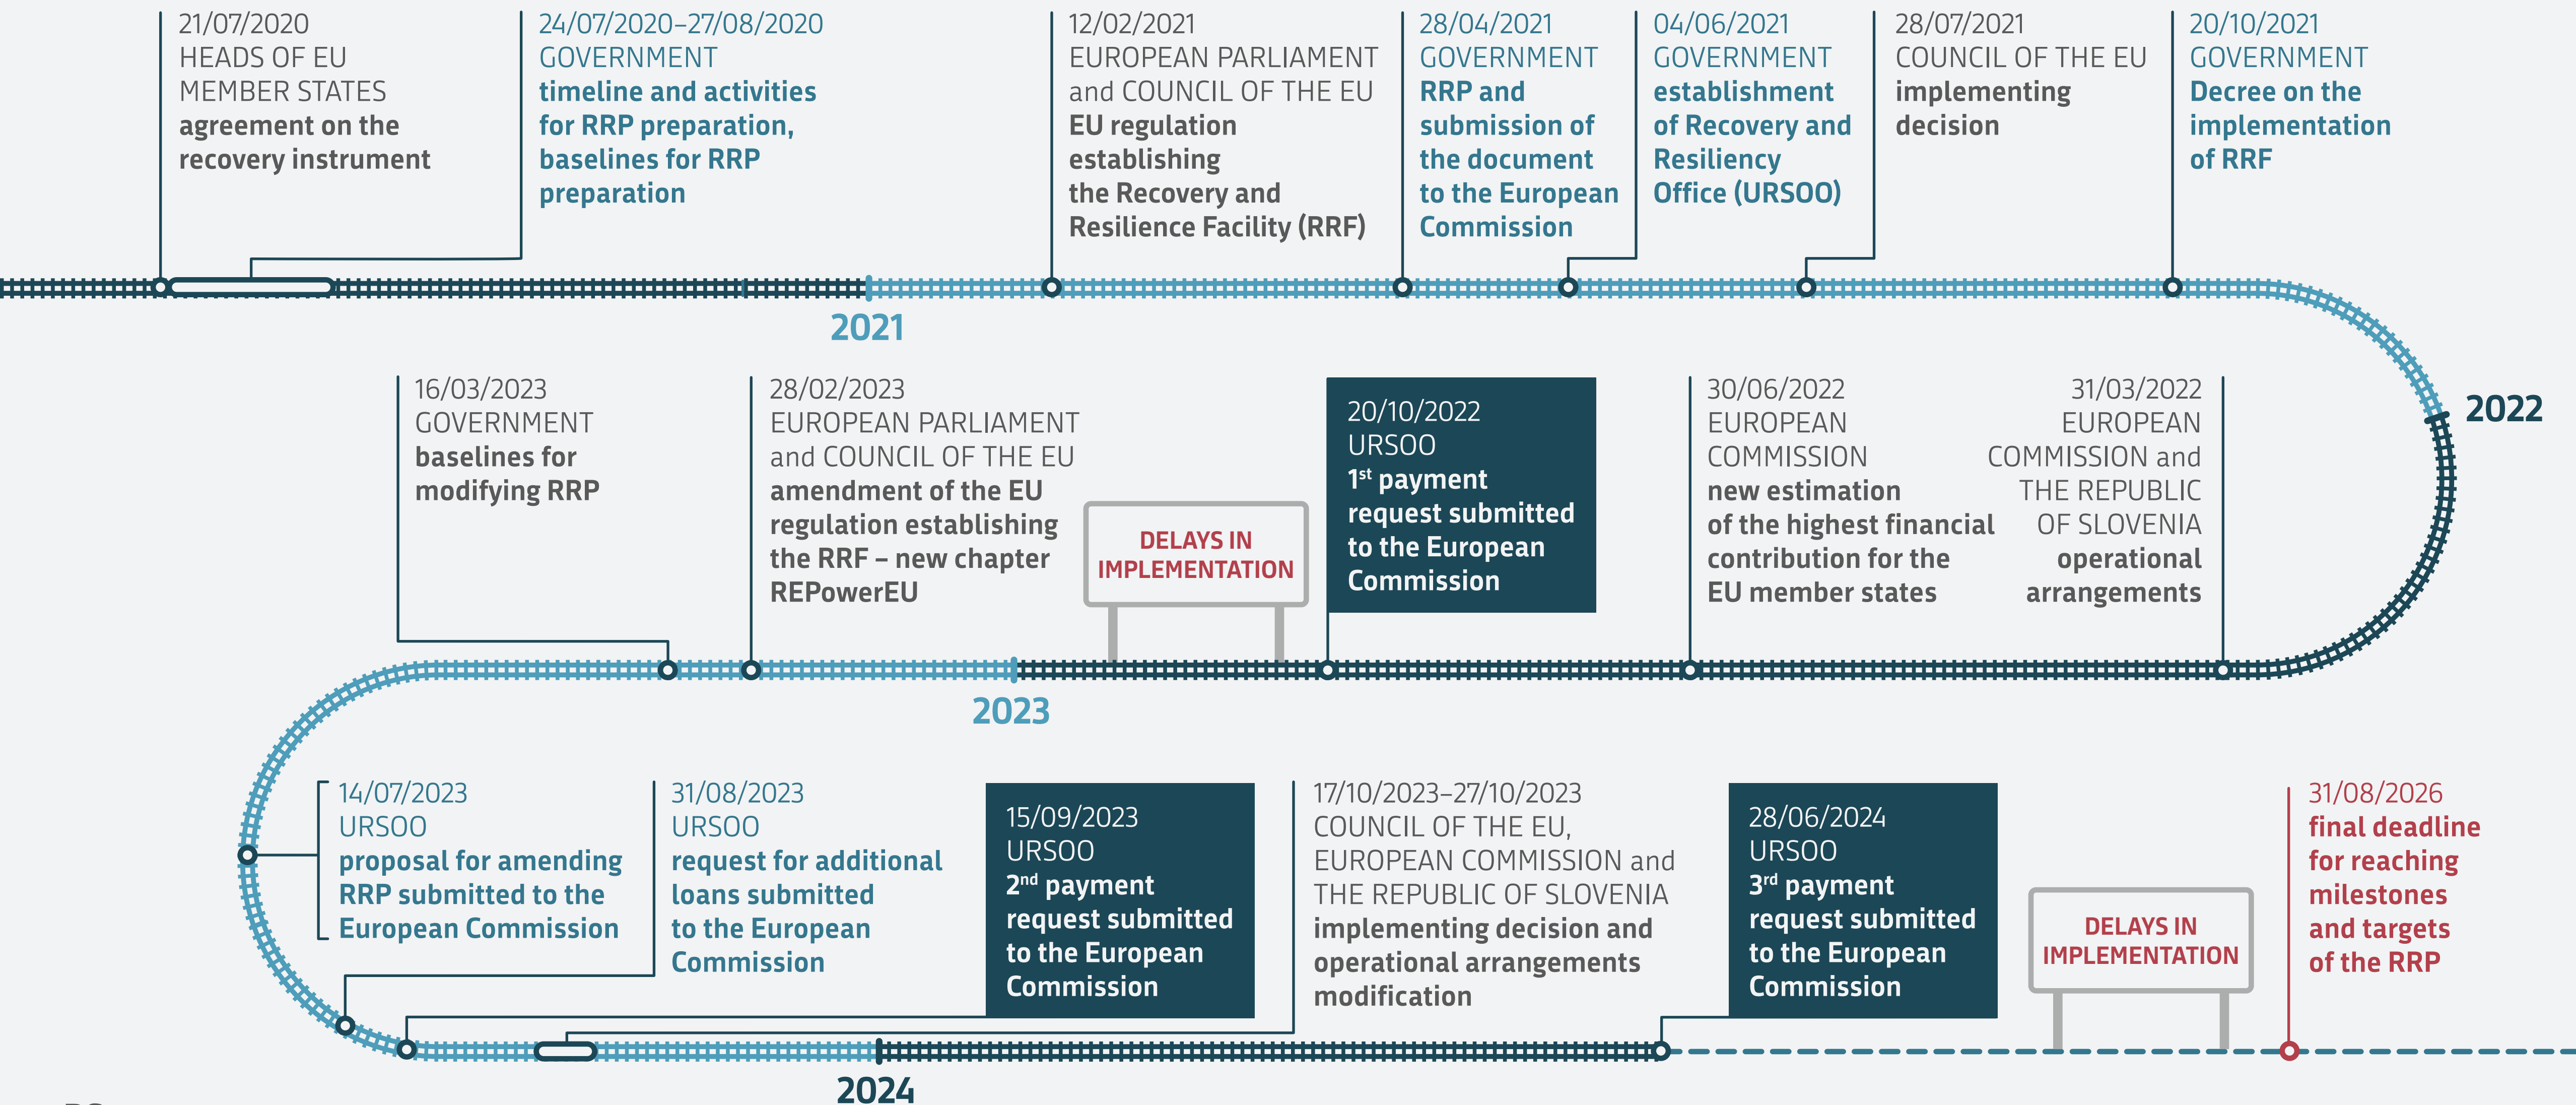 21/07/2020
HEADS OF EU
MEMBER STATES
agreement on the
recovery instrument
24/07/2020–27/08/2020
GOVERNMENT
timeline and activities
for RRP preparation,
baselines for RRP
preparation
12/02/2021
EUROPEAN PARLIAMENT
and COUNCIL OF THE EU
EU regulation
establishing
the Recovery and
Resilience Facility (RRF)
28/04/2021
GOVERNMENT
RRP and
submission of
the document
to the European
Commission
04/06/2021
GOVERNMENT
establishment
of Recovery and
Resiliency
Office (URSOO)
28/07/2021
COUNCIL OF THE EU
implementing
decision
20/10/2021
GOVERNMENT
Decree on the
implementation
of RRF
2021
2022
31/03/2022
EUROPEAN
COMMISSION and
THE REPUBLIC
OF SLOVENIA
operational
arrangements
30/06/2022
EUROPEAN
COMMISSION
new estimation
of the highest financial
contribution for the
EU member states
20/10/2022
URSOO
1st payment
request submitted
to the European
Commission
DELAYS IN
IMPLEMENTATION
2023
28/02/2023
EUROPEAN PARLIAMENT
and COUNCIL OF THE EU
amendment of the EU
regulation establishing
the RRF – new chapter
REPowerEU
16/03/2023
GOVERNMENT
baselines for
modifying RRP
14/07/2023
URSOO
proposal for amending
RRP submitted to the
European Commission
31/08/2023
URSOO
request for additional
loans submitted
to the European
Commission
15/09/2023
URSOO
2nd payment
request submitted
to the European
Commission
17/10/2023–27/10/2023
COUNCIL OF THE EU,
EUROPEAN COMMISSION and
THE REPUBLIC OF SLOVENIA
implementing decision and
operational arrangements
modification
2024
28/06/2024
URSOO
3rd payment
request submitted
to the European
Commission
DELAYS IN
IMPLEMENTATION
31/08/2026
final deadline
for reaching
milestones
and targets
of the RRP